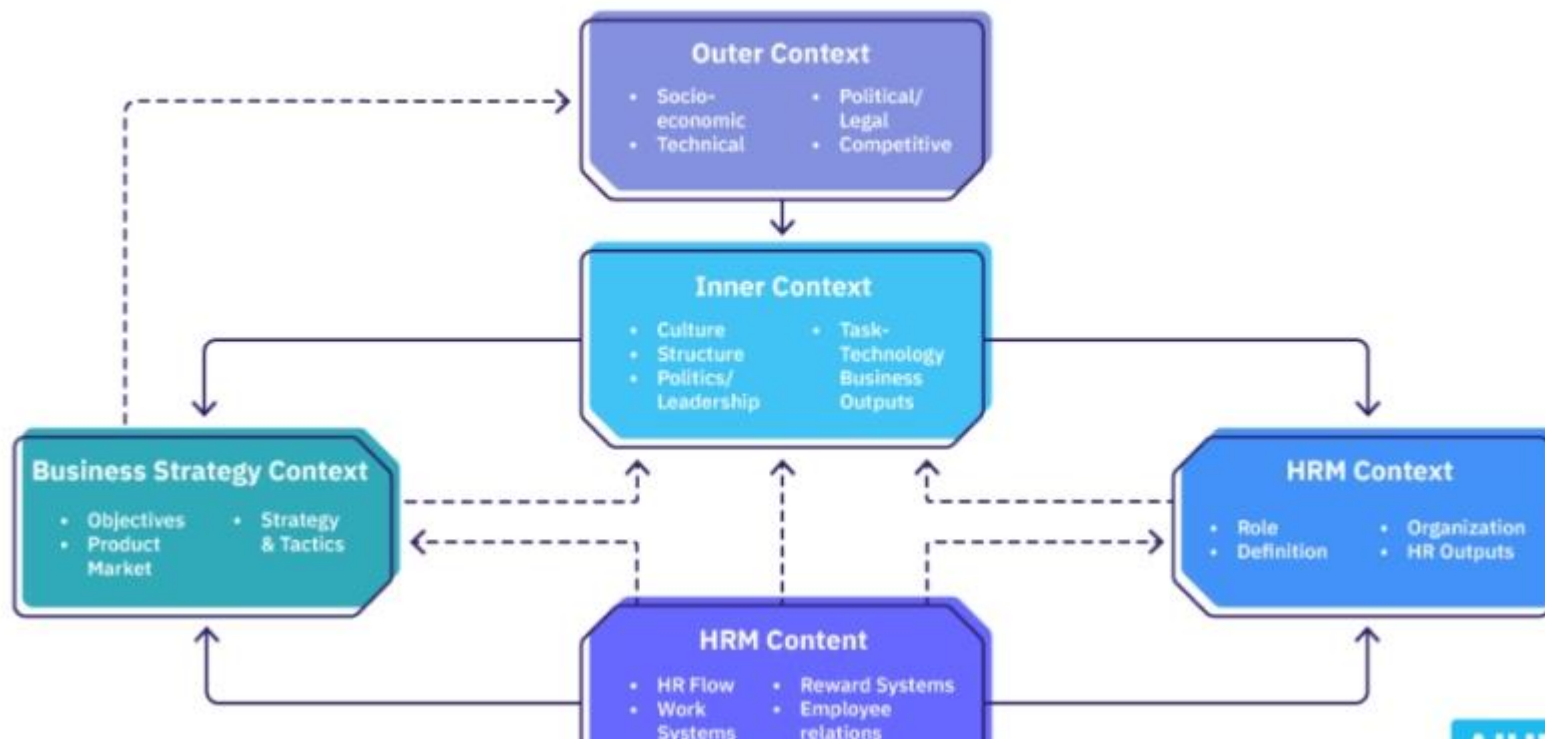 Outer Context
• Socio-
economic
• Technical
• Political/
Legal
• Competitive
Inner Context
• Culture
• Structure
• Politics/
Leadership
• Task-
Technology
Business
Outputs
Business Strategy Context
• Objectives
• Product
Market
• Strategy
& Tactics
HRM Context
• Role
• Definition
• Organization
• HR Outputs
HRM Content
• HR Flow
• Work
Systems
• Reward Systems
• Employee
relations